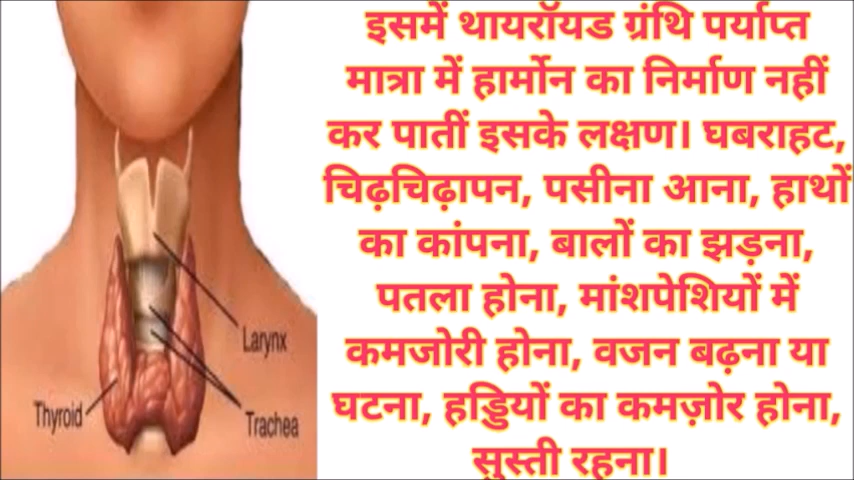 इसमें थायरॉयड ग्रंथि पर्याप्त
मात्रा में हार्मोन का निर्माण नहीं
कर पातीं इसके लक्षण। घबराहट,
चिढ़चिढ़ापन, पसीना आना, हाथों
का कांपना, बालों का झड़ना,
पतला होना, मांशपेशियों में
कमजोरी होना, वजन बढ़ना या
घटना, हड्डियों का कमज़ोर होना,
सुस्ती रहना।
Larynx
Thyroid
Trachea